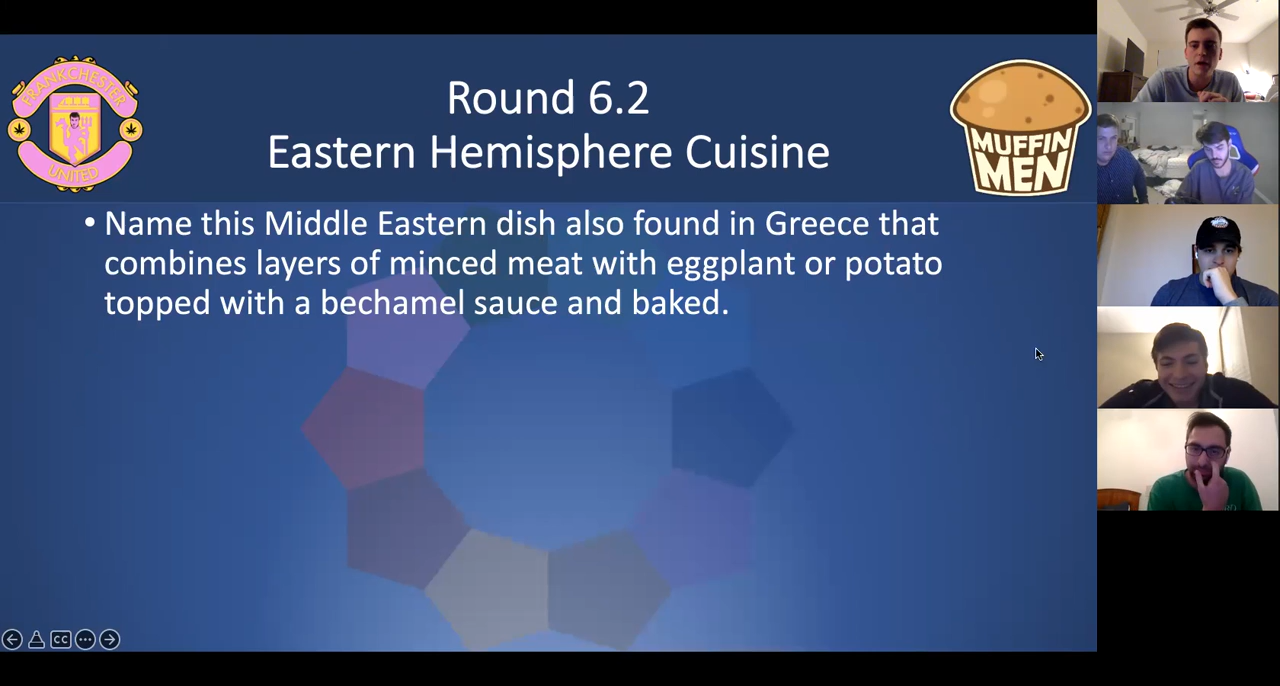 FRANKCHESTER
UNITED
Round 6.2
Eastern Hemisphere Cuisine
MUFFIN
MEN
• Name this Middle Eastern dish also found in Greece that
combines layers of minced meat with eggplant or potato
topped with a bechamel sauce and baked.
CC